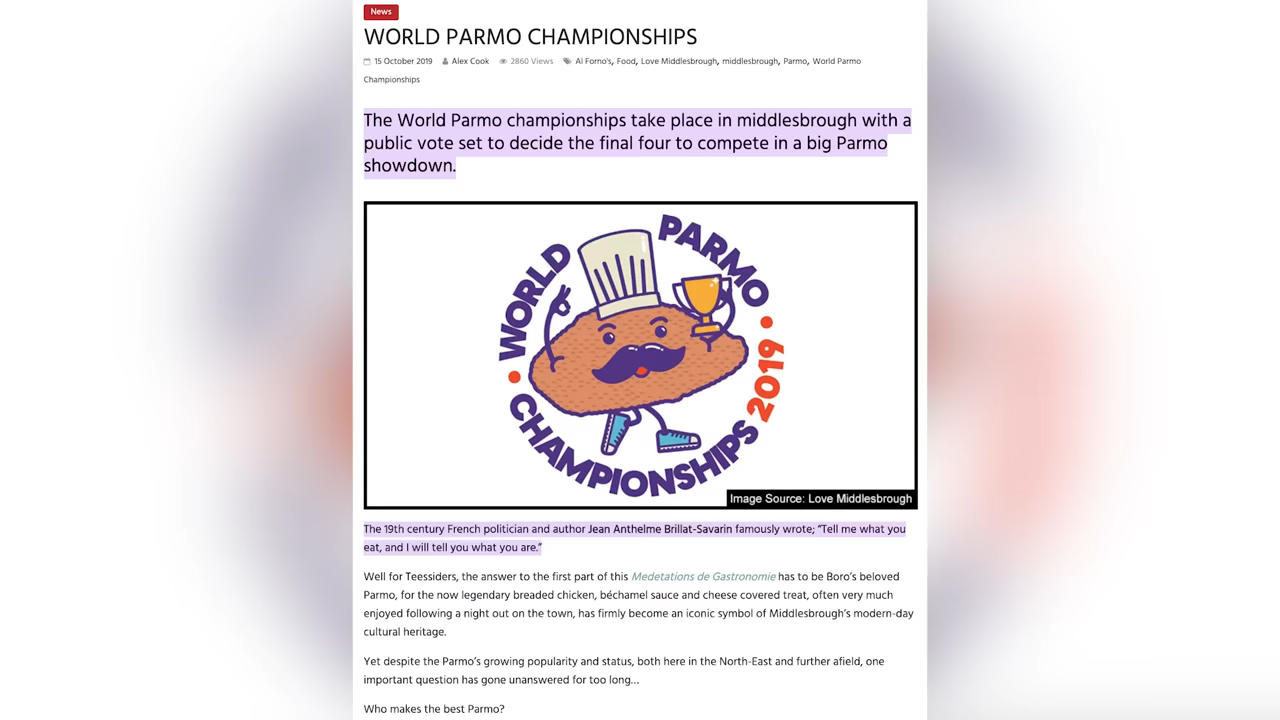 News
WORLD PARMO CHAMPIONSHIPS
15 October 2019 Alex Cook 2860 Views Al Forno's, Food, Love Middlesbrough, middlesbrough, Parmo, World Parmo
Championships
The World Parmo championships take place in middlesbrough with a
public vote set to decide the final four to compete in a big Parmo
showdown.
WORLD PARMO
CHAMPIONSHIPS 2019
Image Source: Love Middlesbrough
The 19th century French politician and author Jean Anthelme Brillat-Savarin famously wrote; “Tell me what you
eat, and I will tell you what you are.”
Well for Teessiders, the answer to the first part of this Medetations de Gastronomie has to be Boro’s beloved
Parmo, for the now legendary breaded chicken, béchamel sauce and cheese covered treat, often very much
enjoyed following a night out on the town, has firmly become an iconic symbol of Middlesbrough’s modern-day
cultural heritage.
Yet despite the Parmo’s growing popularity and status, both here in the North-East and further afield, one
important question has gone unanswered for too long…
Who makes the best Parmo?